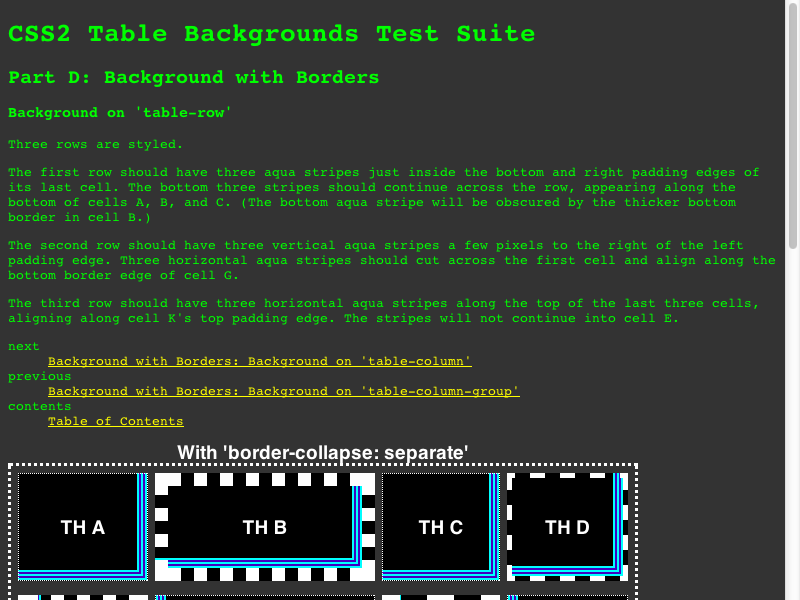 CSS2 Table Backgrounds Test Suite
Part D: Background with Borders
Background on 'table-row'
Three rows are styled.
The first row should have three aqua stripes just inside the bottom and right padding edges of
its last cell. The bottom three stripes should continue across the row, appearing along the
bottom of cells A, B, and C. (The bottom aqua stripe will be obscured by the thicker bottom
border in cell B.)
The second row should have three vertical aqua stripes a few pixels to the right of the left
padding edge. Three horizontal aqua stripes should cut across the first cell and align along the
bottom border edge of cell G.
The third row should have three horizontal aqua stripes along the top of the last three cells,
aligning along cell K's top padding edge. The stripes will not continue into cell E.
next
Background with Borders: Background on 'table-column'
previous
Background with Borders: Background on 'table-column-group'
contents
Table of Contents
With 'border-collapse: separate'
TH A TH B TH C TH D